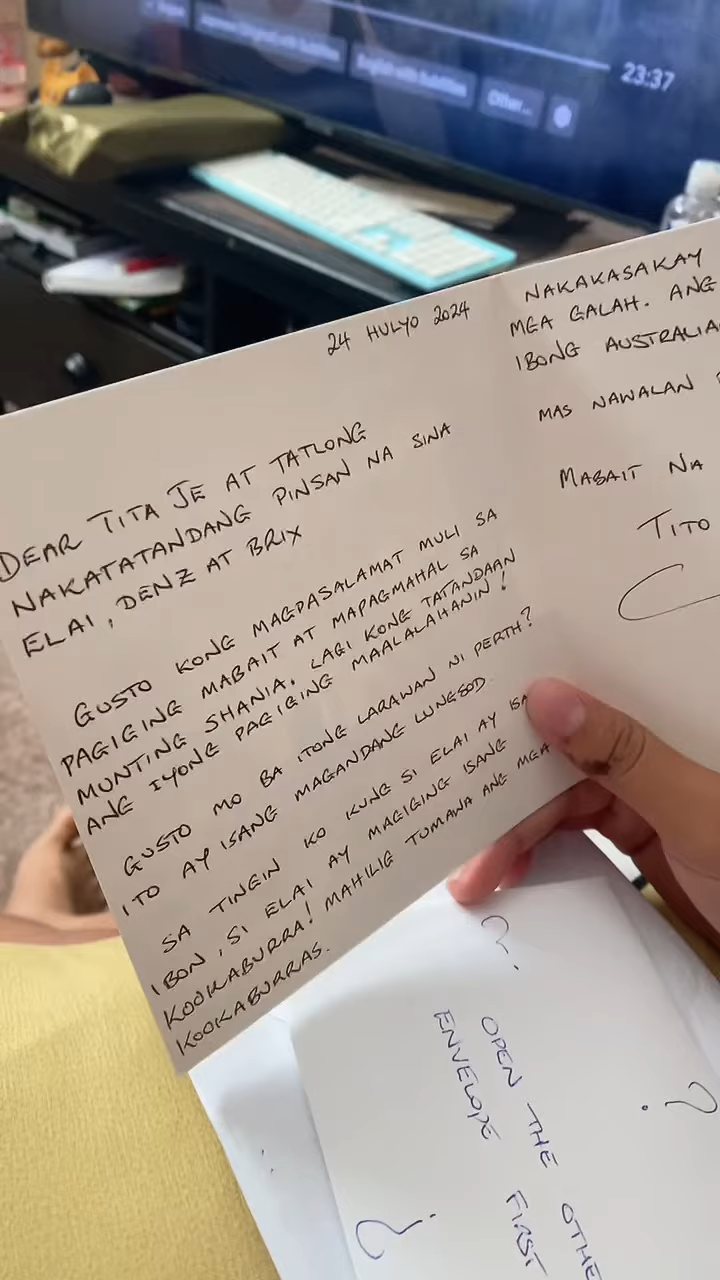 23:37
English with Subtitles
Other...
24 HULYO 2024
DEAR TITA JE AT TATLONG
NAKATATANDANG PINSAN NA SINA
ELAI, DENZ AT BRIX
GUSTO KONG MAGPASALAMAT MULI SA
PAGIGING MABAIT AT MAPAGMAHAL SA
MUNTING SHANIA. LAGI KONG TATANDAAN
ANG IYONG PAGIGING MAALALAHANIN!
GUSTO MO BA ITONG LARAWAN NI PERTH?
ITO AY ISANG MAGANDANG LUNGSOD.
SA TINGIN KO KUNG SI ELAI AY ISA
IBON, SI ELAI AY MAGIGING ISANG
KOOKABURRA! MAHILIG TUMAWA ANG MGA
KOOKABURRAS.
NAKAKASAKAY
MGA GALAH. ANG
IBONG AUSTRALIA
MAS NAWALAN
MABAIT NA
TITO
?
OPEN THE OTHE
ENVELOPE FIRST
?
?